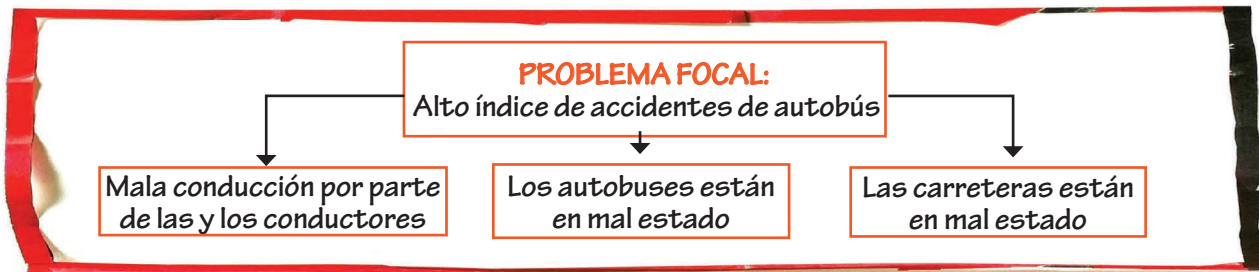 PROBLEMA FOCAL:
Alto índice de accidentes de autobús
Mala conducción por parte
de las y los conductores
Los autobuses están
en mal estado
Las carreteras están
en mal estado